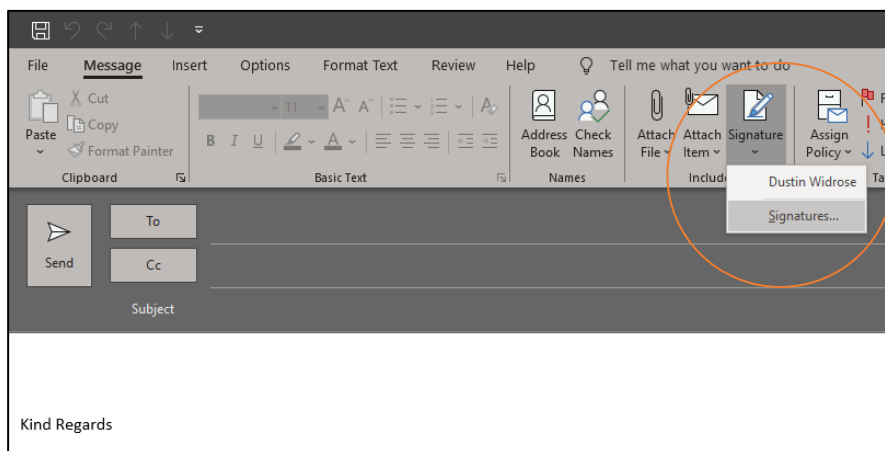 File Message Insert Options Format Text Review Help Tell me what you want to do
Paste
Cut
Copy
Format Painter
Clipboard
11
A A A
B I U A
Basic Text
Address Book
Check Names
Names
Attach File
Attach Item
Signature
Includ
Assign Policy
Ta
Dustin Widrose
Signatures...
Send
To
Cc
Subject
Kind Regards